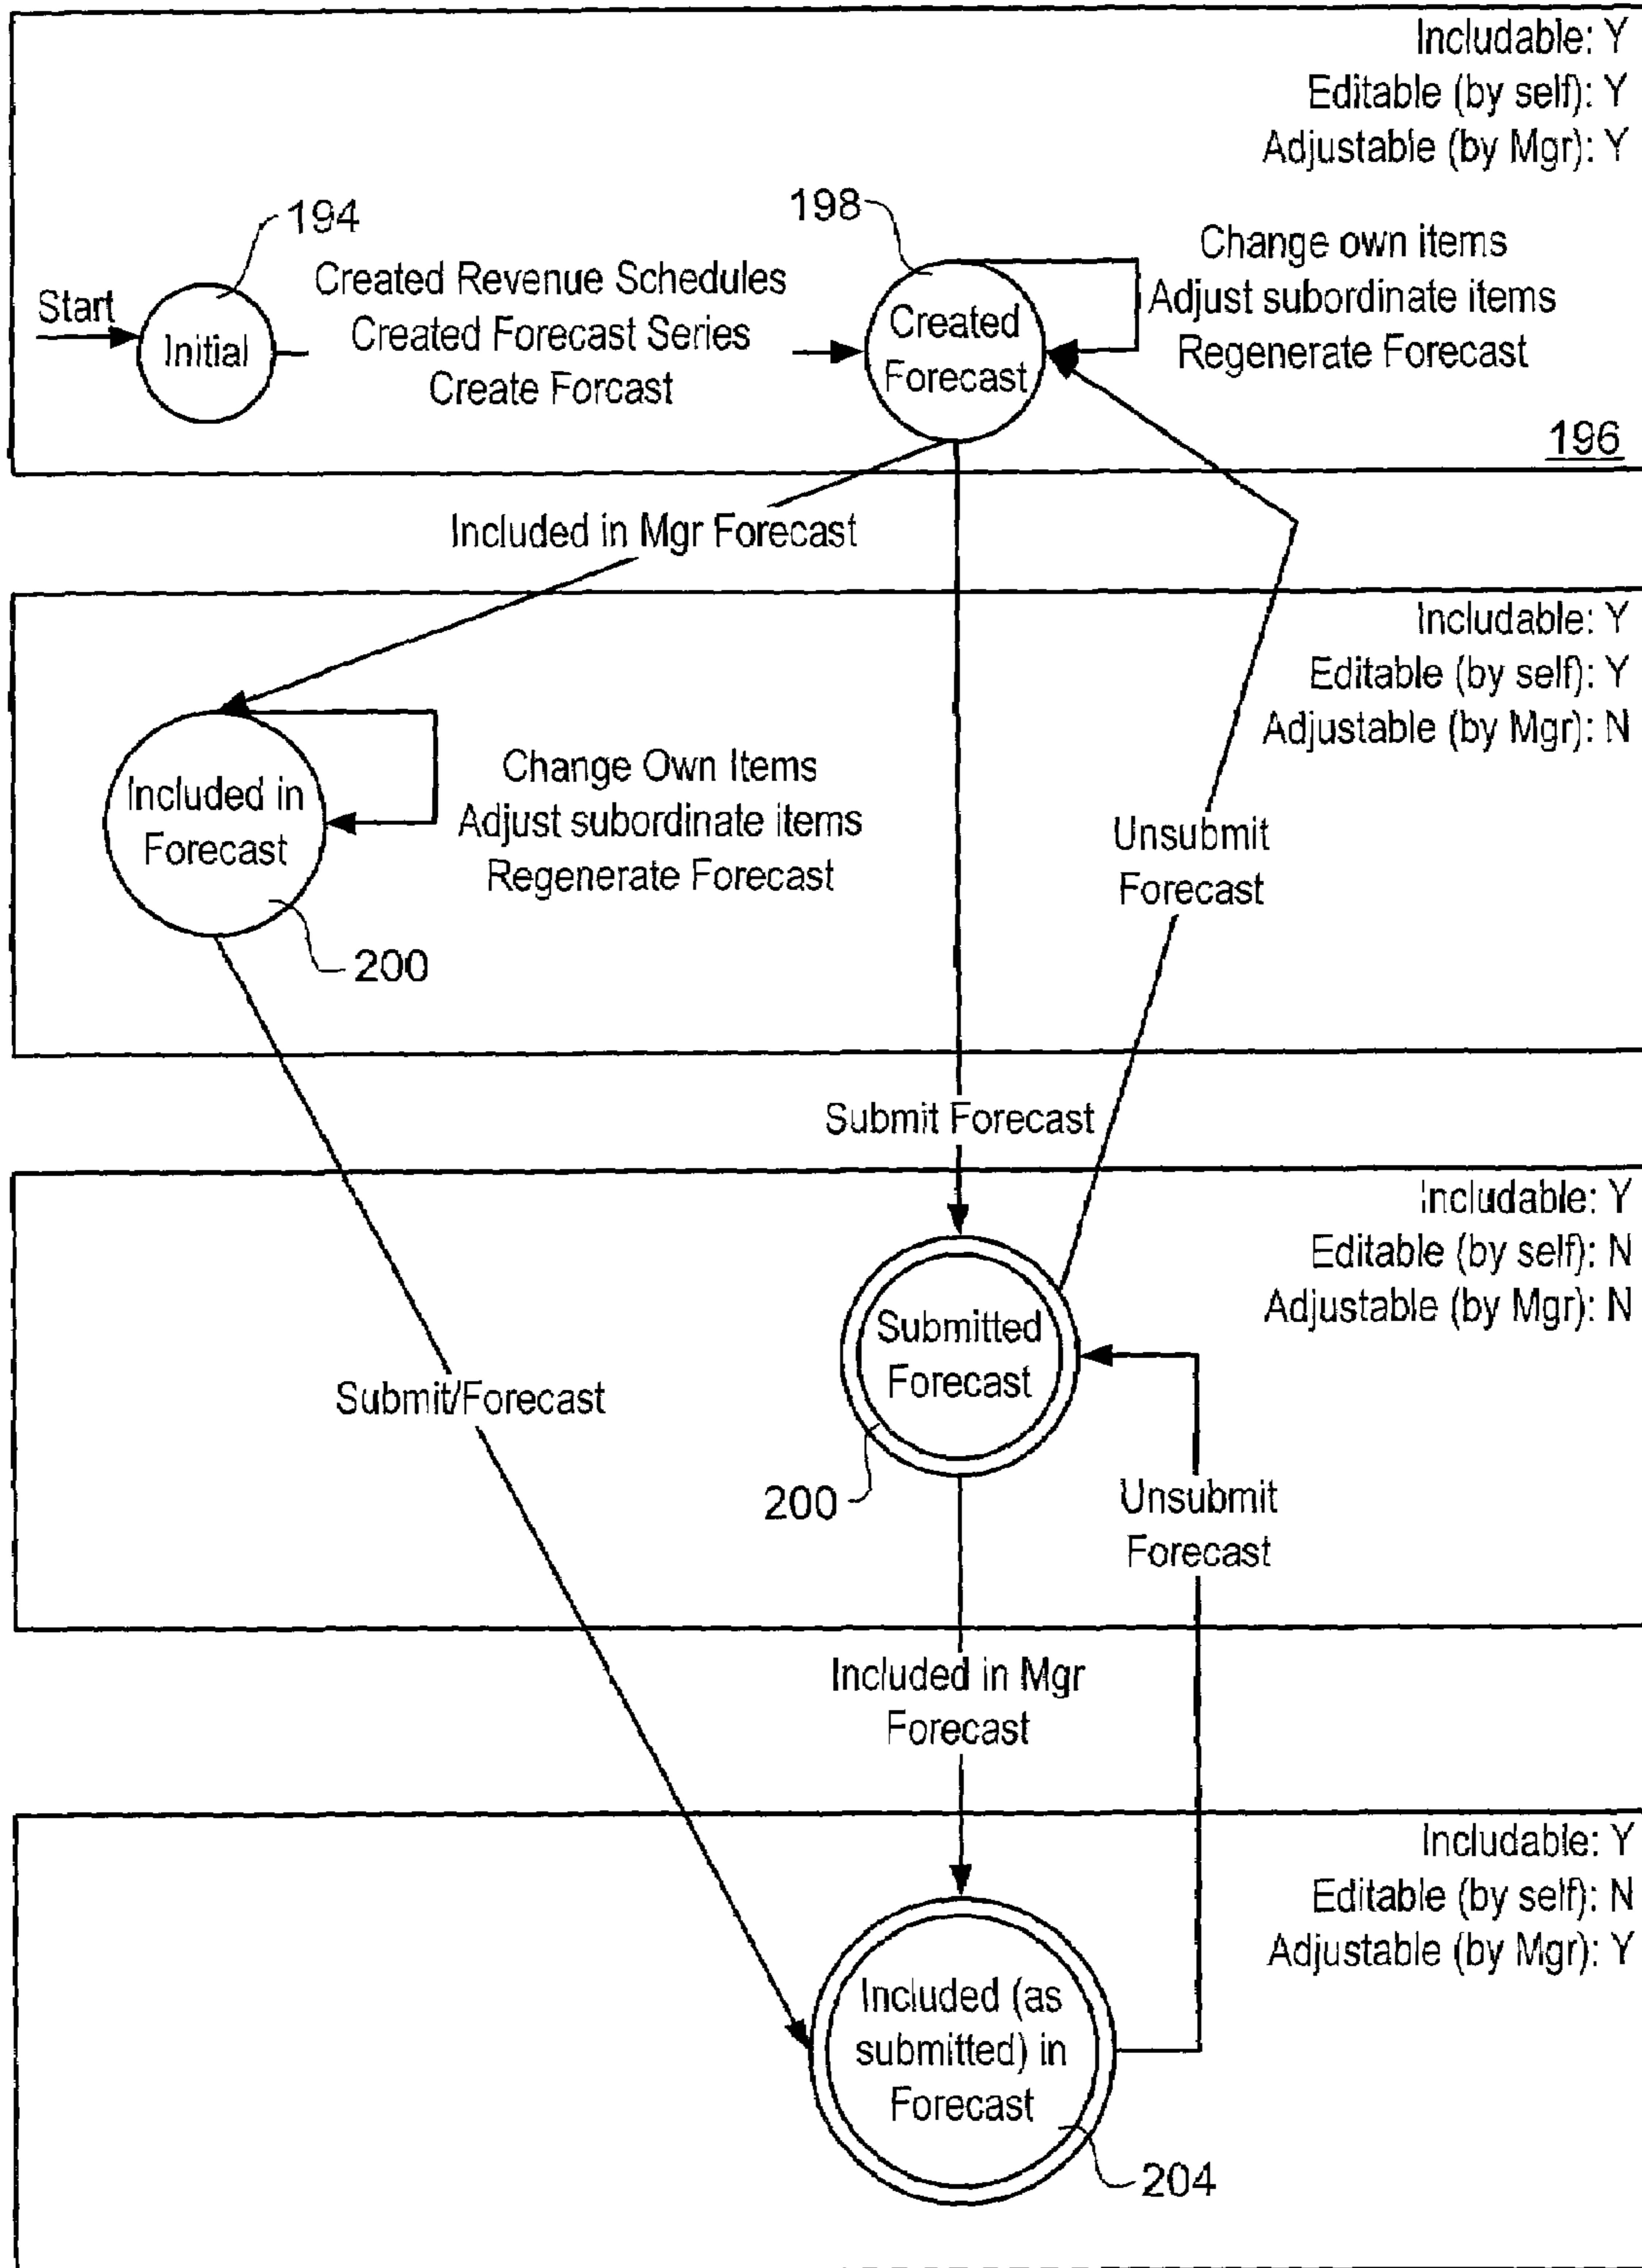 Includable: Y
Editable (by self): Y
Adjustable (by Mgr): Y
194
198
Start
Initial
Created Revenue Schedules
Created Forecast Series
Create Forcast
Created
Forecast
Change own items
Adjust subordinate items
Regenerate Forecast
196
Included in Mgr Forecast
Includable: Y
Editable (by self): Y
Adjustable (by Mgr): N
Included in
Forecast
Change Own Items
Adjust subordinate items
Regenerate Forecast
200
Unsubmit
Forecast
Submit Forecast
Includable: Y
Editable (by self): N
Adjustable (by Mgr): N
Submitted
Forecast
Submit/Forecast
200
Unsubmit
Forecast
Included in Mgr
Forecast
Includable: Y
Editable (by self): N
Adjustable (by Mgr): Y
Included (as
submitted) in
Forecast
204